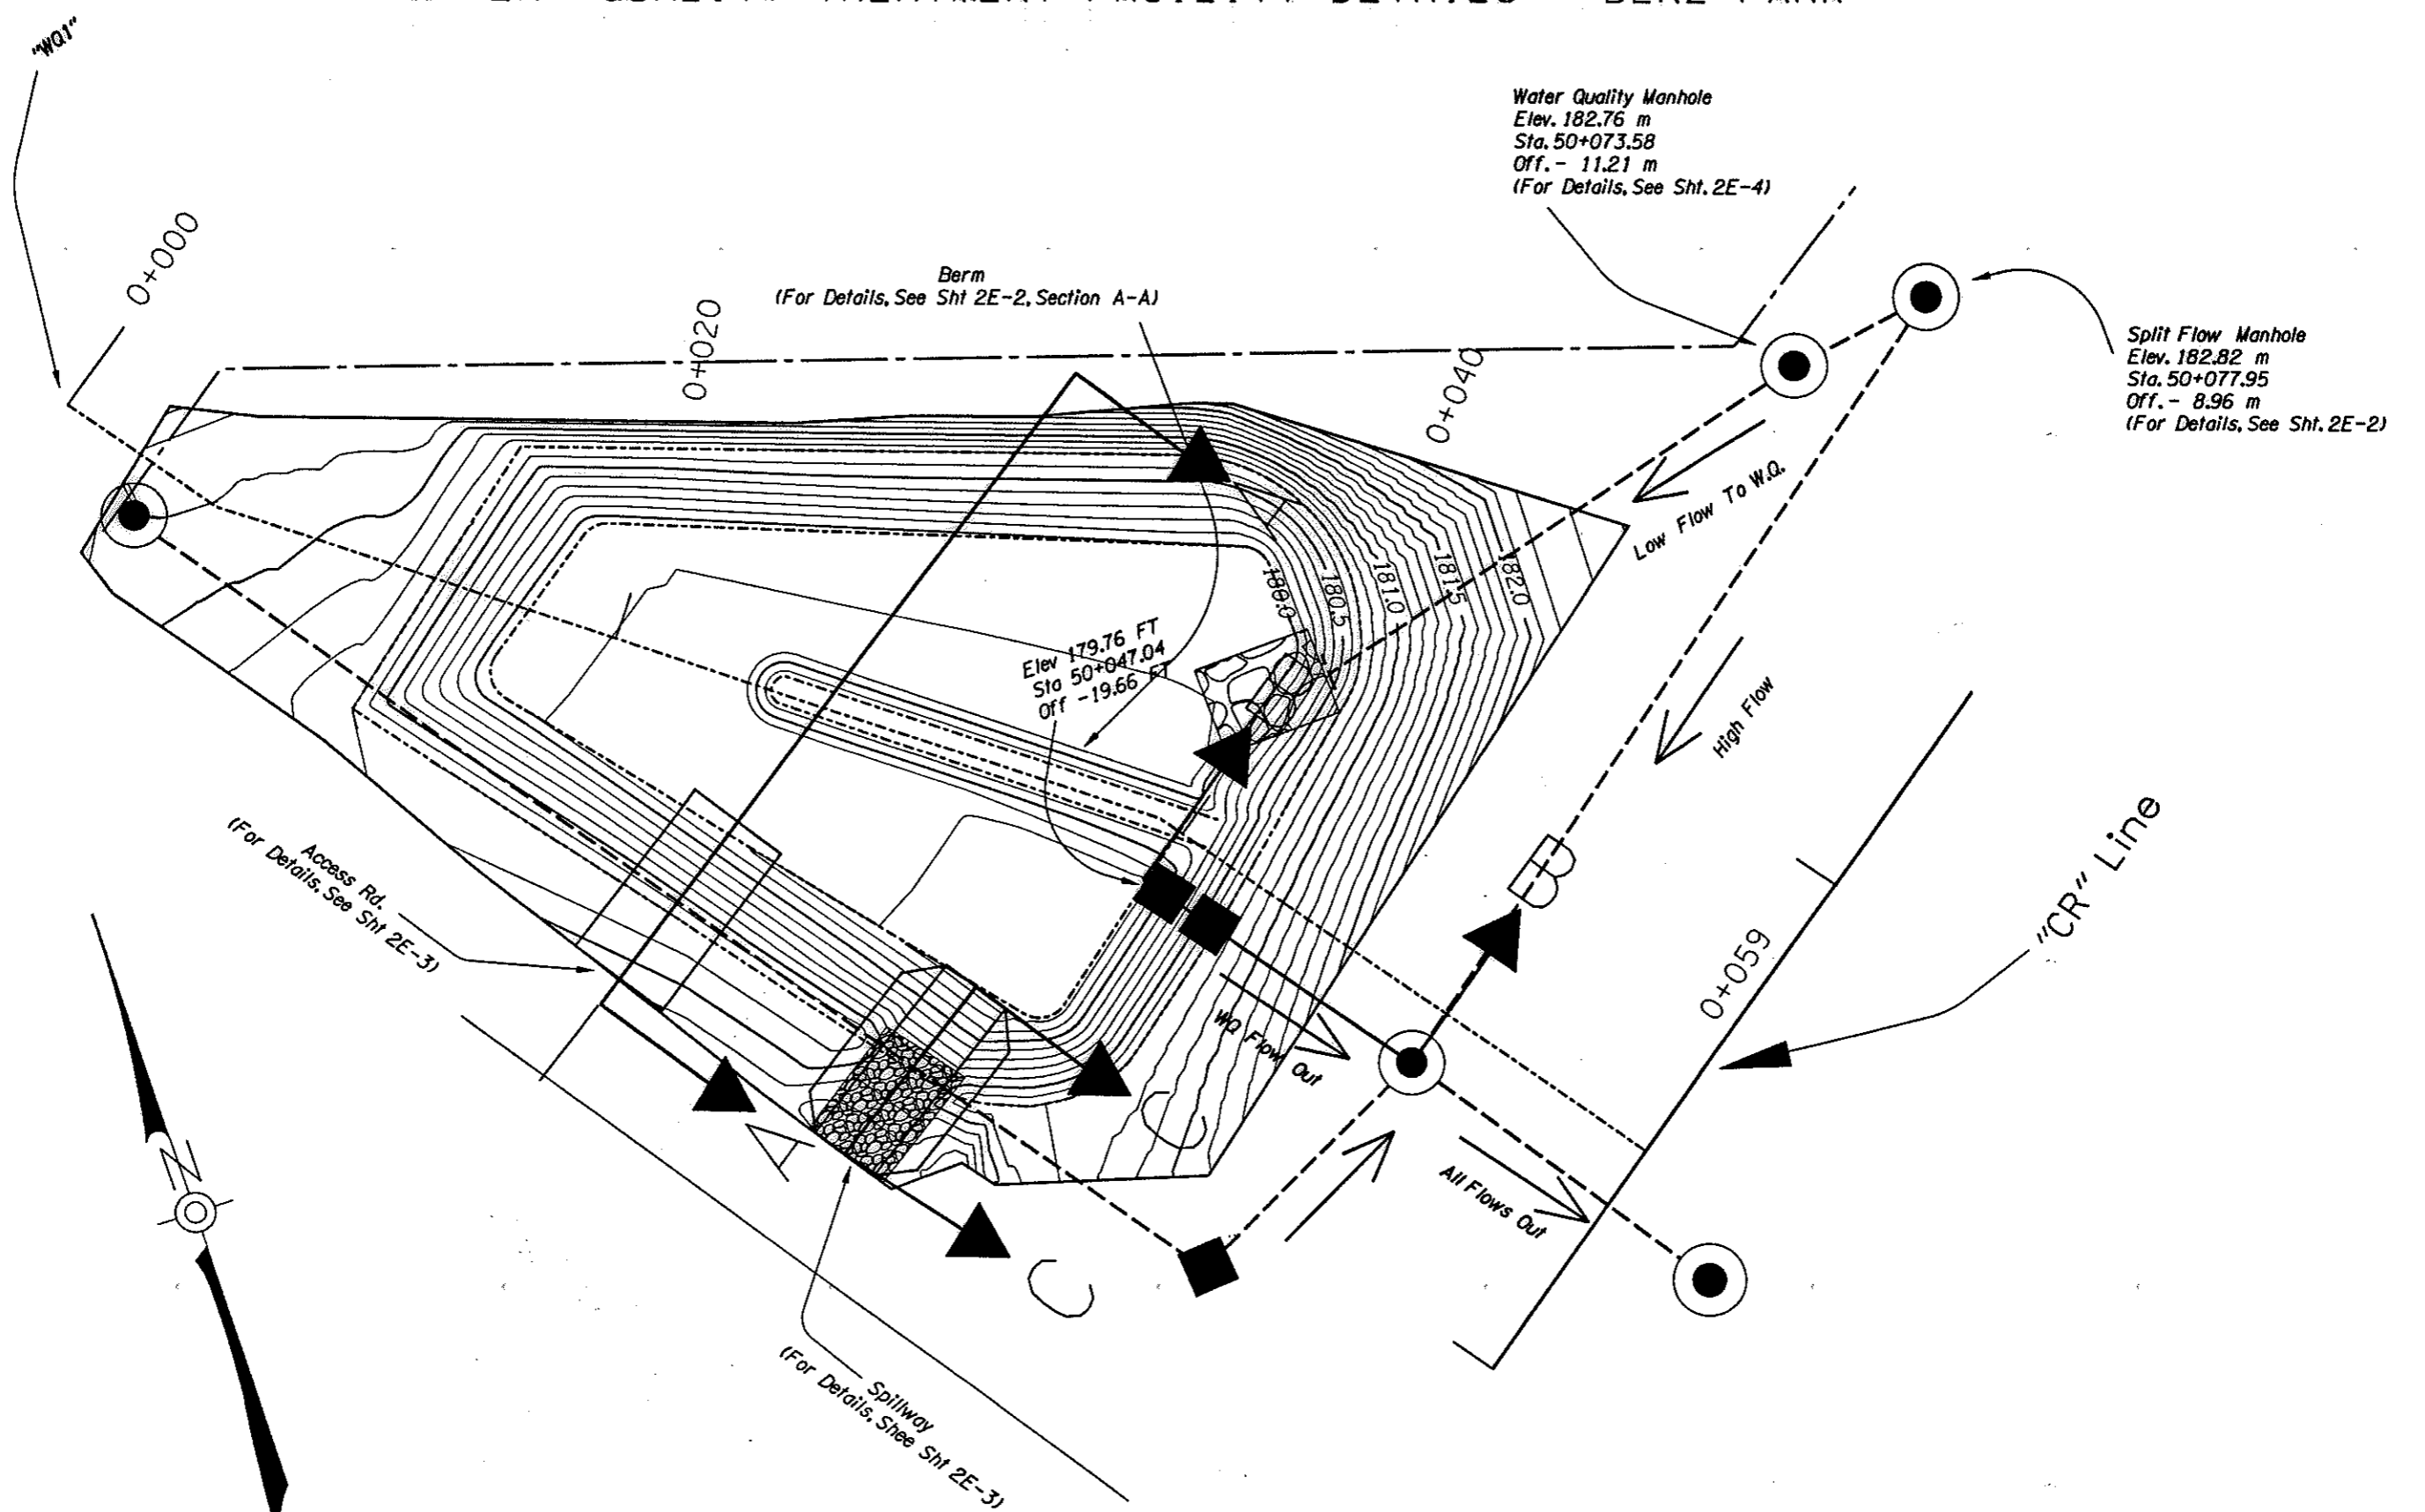 "WQ1"
0+000
0+020
0+040
Berm
(For Details, See Sht 2E-2, Section A-A)
Water Quality Manhole
Elev. 182.76 m
Sta. 50+073.58
Off. - 11.21 m
(For Details, See Sht. 2E-4)
Split Flow Manhole
Elev. 182.82 m
Sta. 50+077.95
Off. - 8.96 m
(For Details, See Sht. 2E-2)
Low Flow To W.Q.
High Flow
A
180.0
180.5
181.0
181.5
182.0
Elev 179.76 FT
Sta 50+047.04
Off -19.66 FT
B
"CR" Line
0+059
Access Rd.
(For Details, See Sht 2E-3)
WQ Flow Out
All Flows Out
A
C
C
N
Spillway
(For Details, Shee Sht 2E-3)